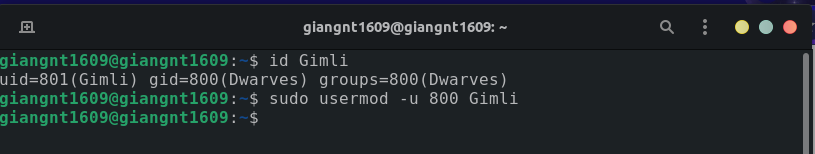 giangnt1609@giangnt1609: ~
giangnt1609@giangnt1609:~$ id Gimli
uid=801(Gimli) gid=800(Dwarves) groups=800(Dwarves)
giangnt1609@giangnt1609:~$ sudo usermod -u 800 Gimli
giangnt1609@giangnt1609:~$